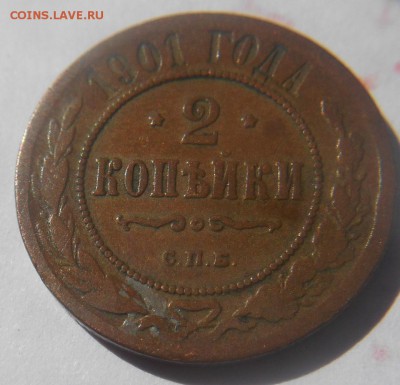 COINS.LAVE.RU
1901 ГОДА
2
КОПѢЙКИ
С.П.Б.